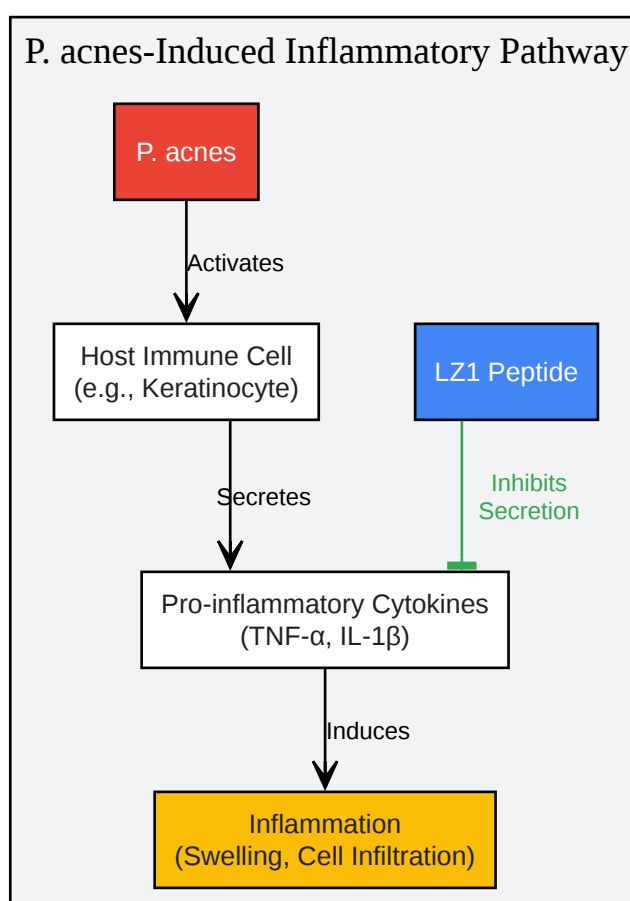 P. acnes-Induced Inflammatory Pathway
P. acnes
Activates
Host Immune Cell
(e.g., Keratinocyte)
LZ1 Peptide
Secretes
Inhibits
Secretion
Pro-inflammatory Cytokines
(TNF-α, IL-1β)
Induces
Inflammation
(Swelling, Cell Infiltration)